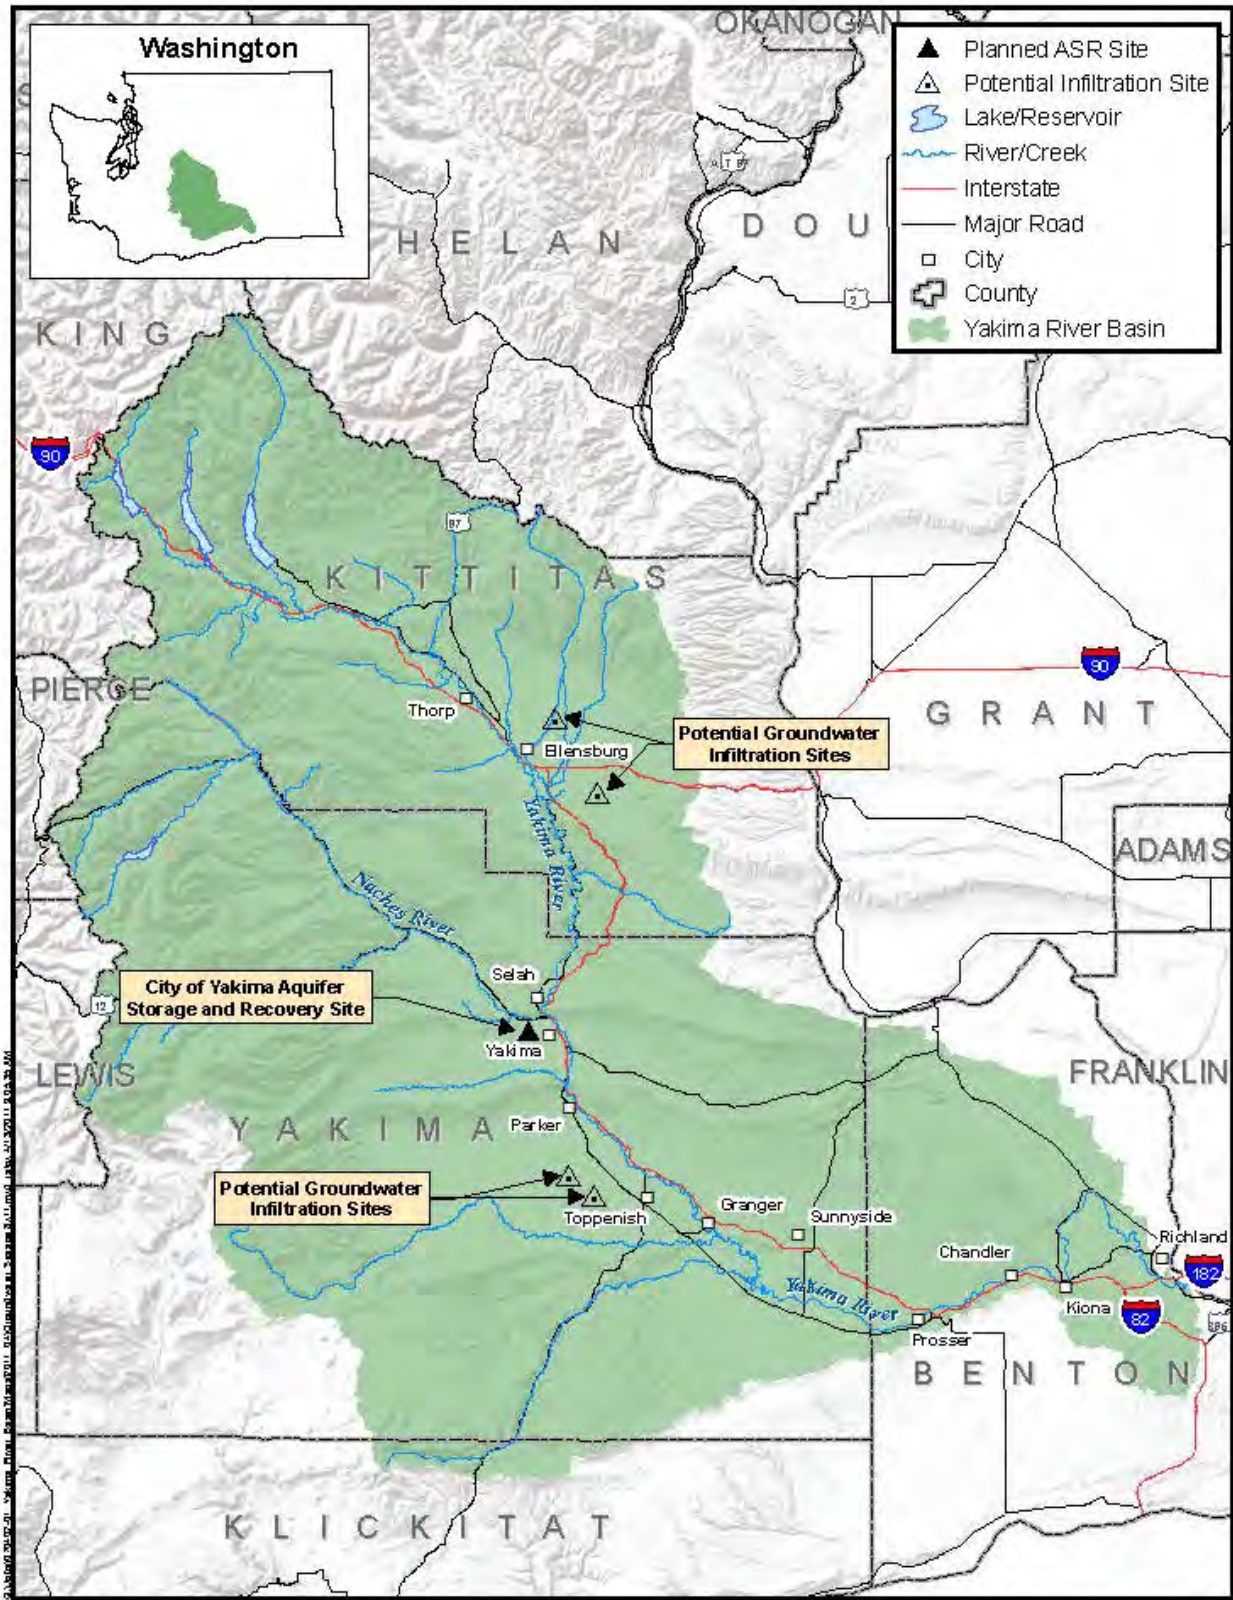 Washington
OKANOGAN
Planned ASR Site
Potential Infiltration Site
Lake/Reservoir
River/Creek
Interstate
Major Road
City
County
Yakima River Basin
HELAN
DOU
2
KING
90
97
KITTITAS
PIERCE
90
GRANT
Thorp
Potential Groundwater
Infiltration Sites
Ellensburg
Yakima River
ADAMS
Naches River
Selah
City of Yakima Aquifer
Storage and Recovery Site
12
Yakima
LEWIS
FRANKLIN
YAKIMA
Parker
Potential Groundwater
Infiltration Sites
Toppenish
Granger
Sunnyside
Chandler
Richland
182
Yakima River
Kiona
82
Prosser
BENTON
KLICKITAT